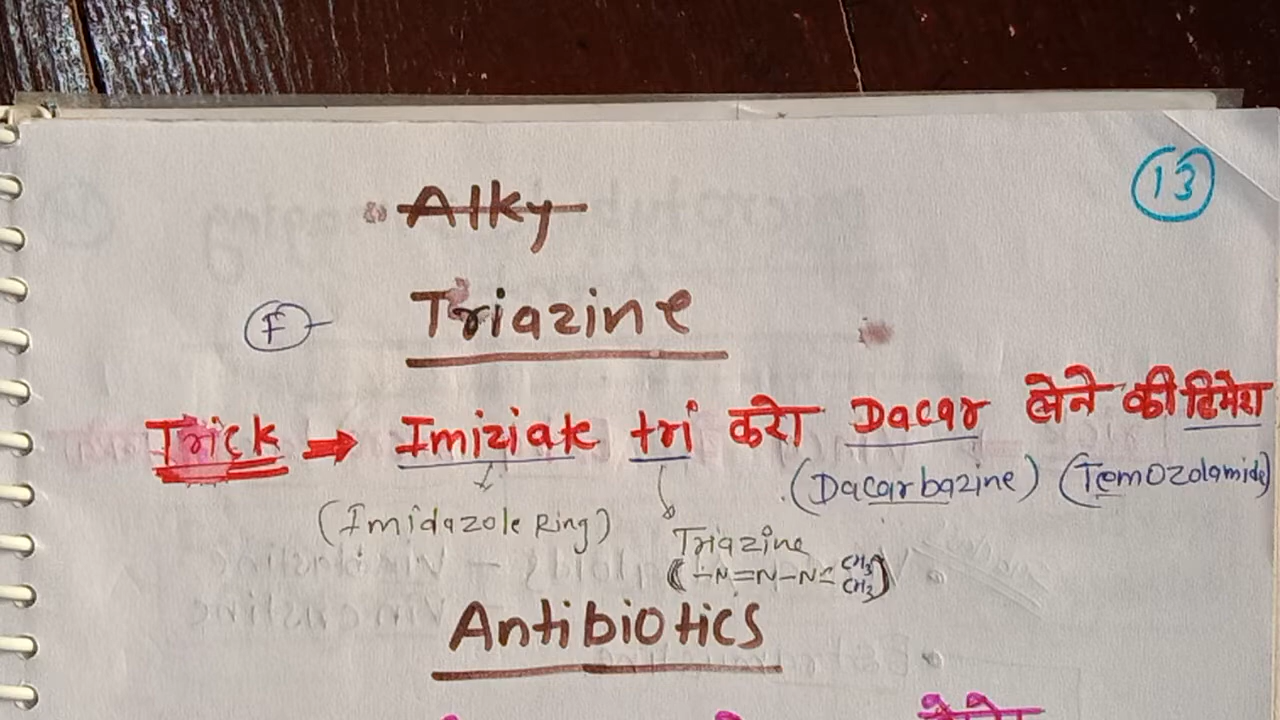 13
Alky
Triazine
F
Trick → Imiziate tri करो Dacar लेने की डिमेश
(Dacarbazine) (Temozolamide)
(Imidazole Ring)
Triazine
(-N=N-N< CH3 CH3)
Antibiotics